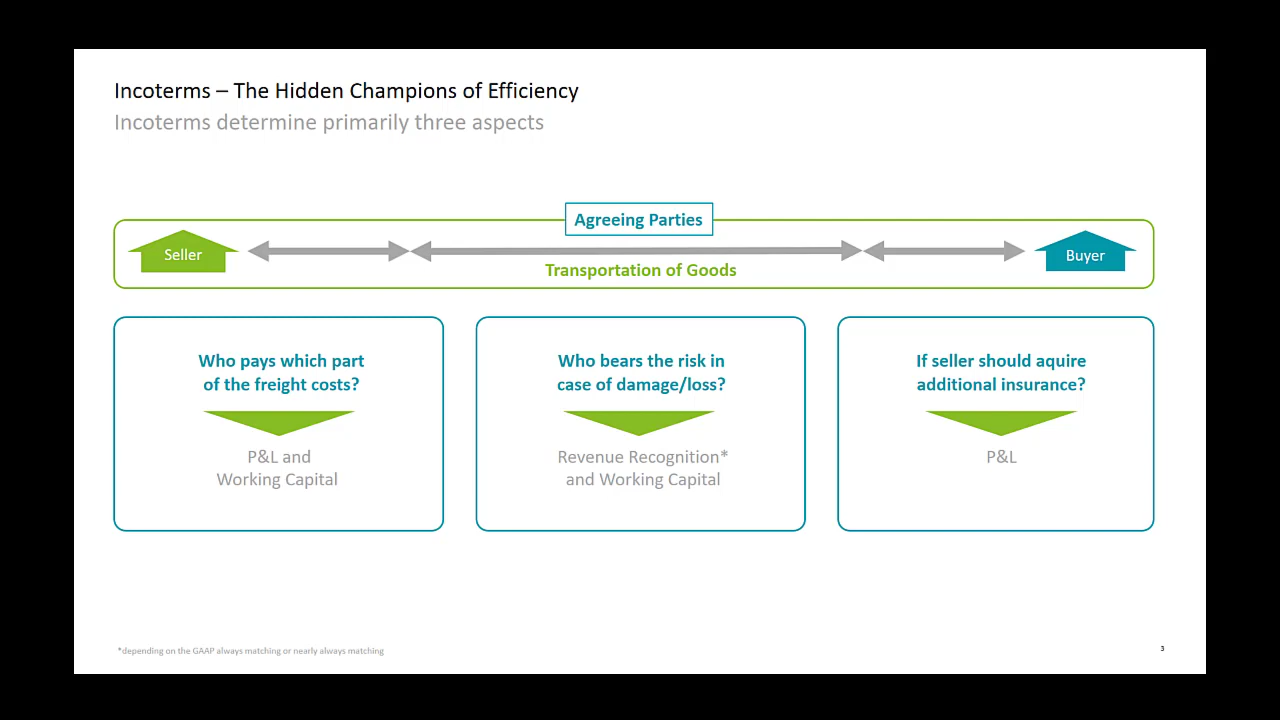 Incoterms – The Hidden Champions of Efficiency
Incoterms determine primarily three aspects
Agreeing Parties
Seller
Buyer
Transportation of Goods
Who pays which part
of the freight costs?
P&L and
Working Capital
Who bears the risk in
case of damage/loss?
Revenue Recognition*
and Working Capital
If seller should aquire
additional insurance?
P&L
*depending on the GAAP always matching or nearly always matching
3